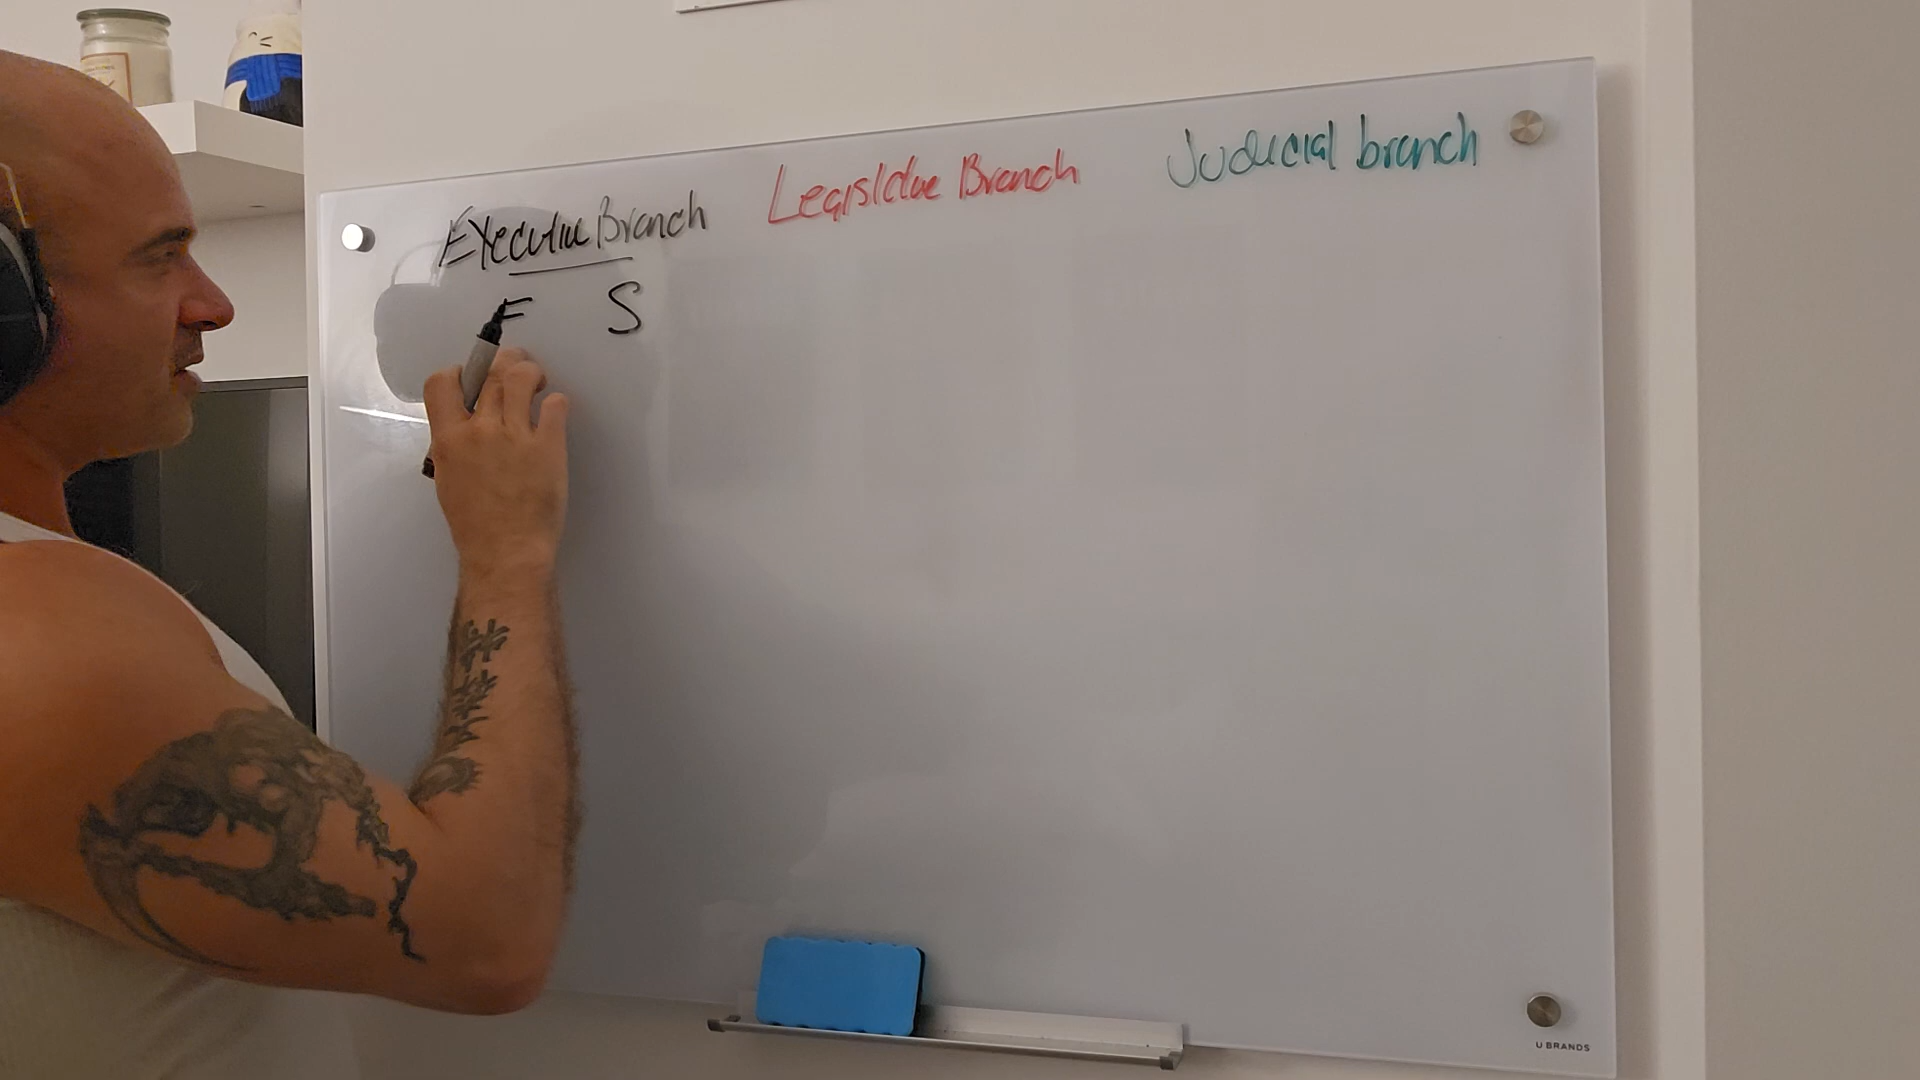 Executive Branch
Legislative Branch
Judicial branch
F S
U BRANDS